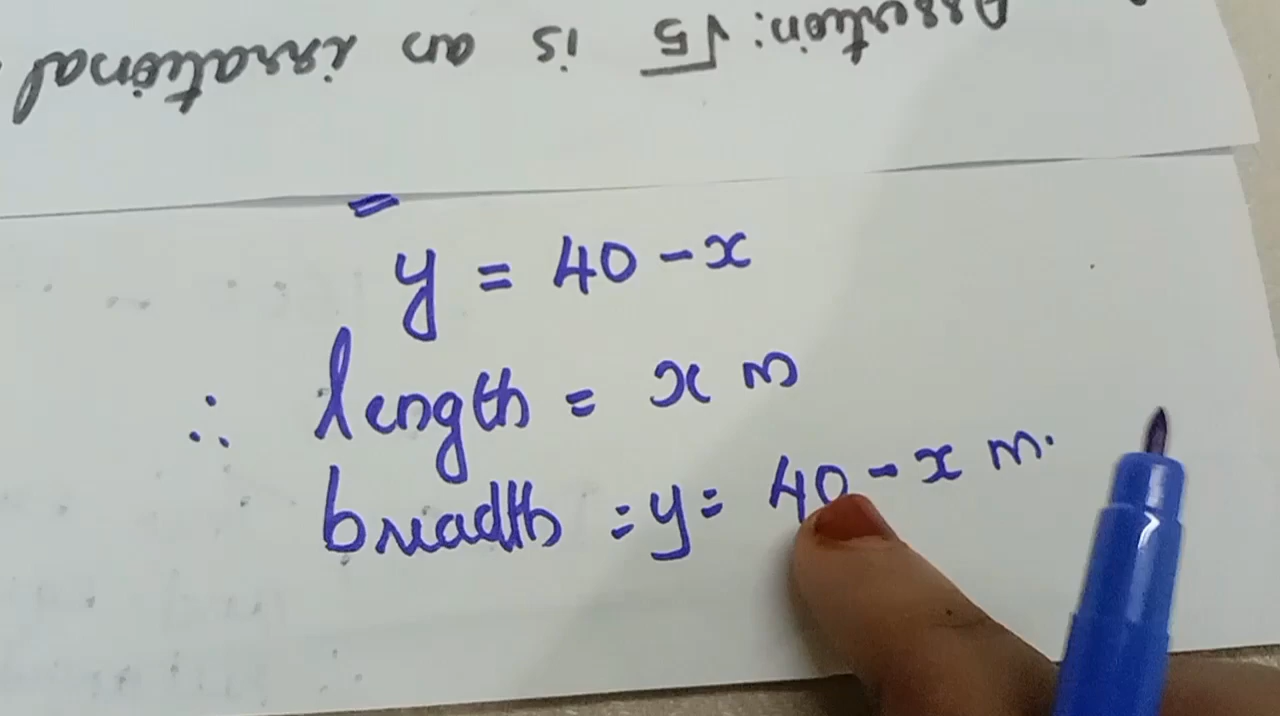 Assertion: √5 is an irrational
y = 40 - x
∴ length = x m
breadth = y = 40 - x m.